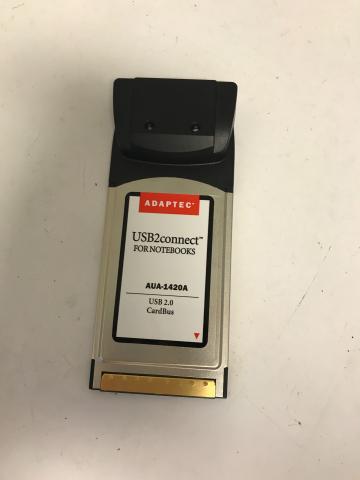 ADAPTEC®
USB2connect™
FOR NOTEBOOKS
AUA-1420A
USB 2.0
CardBus